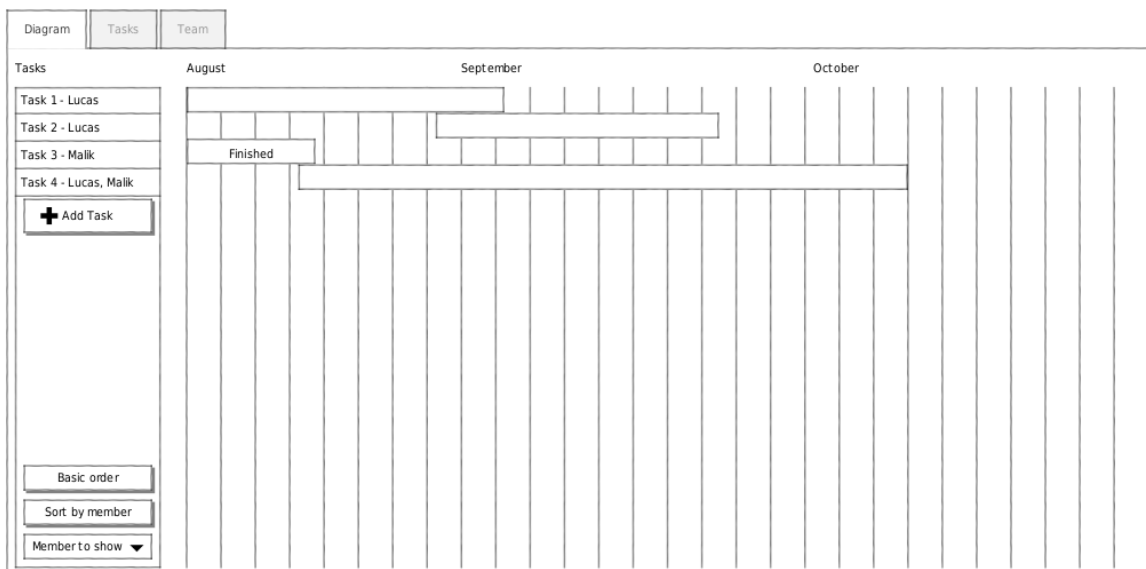 Diagram Tasks Team
Tasks August September October
Task 1 - Lucas
Task 2 - Lucas
Task 3 - Malik Finished
Task 4 - Lucas, Malik
Add Task
Basic order
Sort by member
Member to show